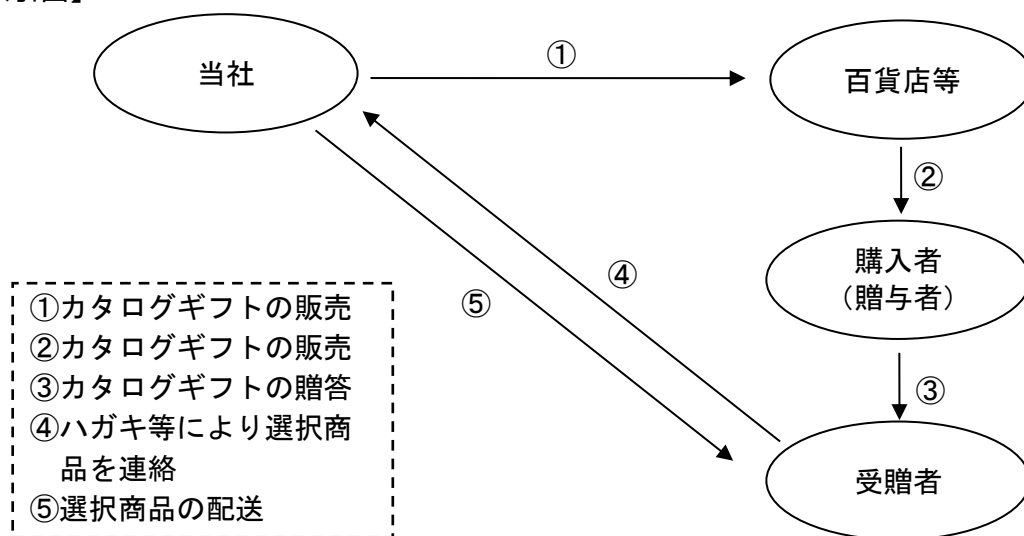 当社
①
百貨店等
②
購入者
（贈与者）
④
⑤
③
受贈者
①カタログギフトの販売
②カタログギフトの販売
③カタログギフトの贈答
④ハガキ等により選択商
品を連絡
⑤選択商品の配送